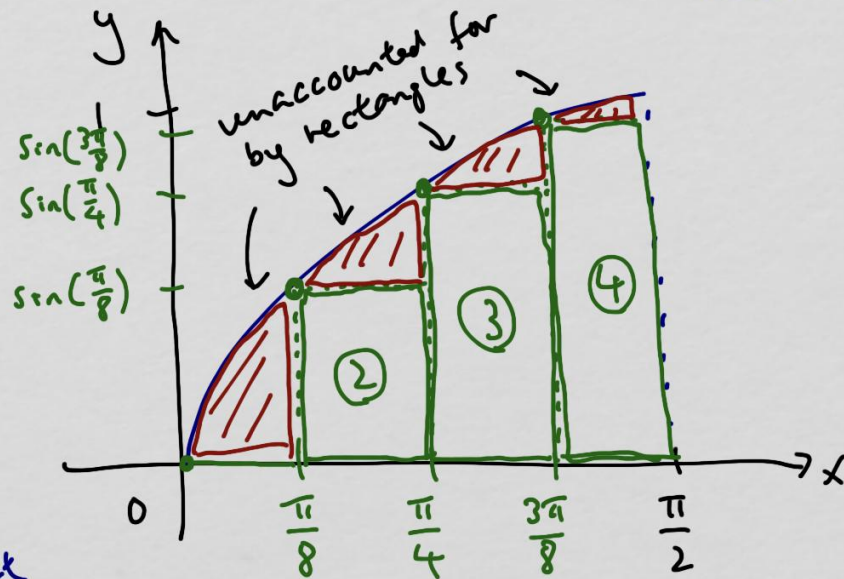 y
unaccounted for
by rectangles
sin(3π/8)
sin(π/4)
sin(π/8)
2
3
4
0
π/8
π/4
3π/8
π/2
x